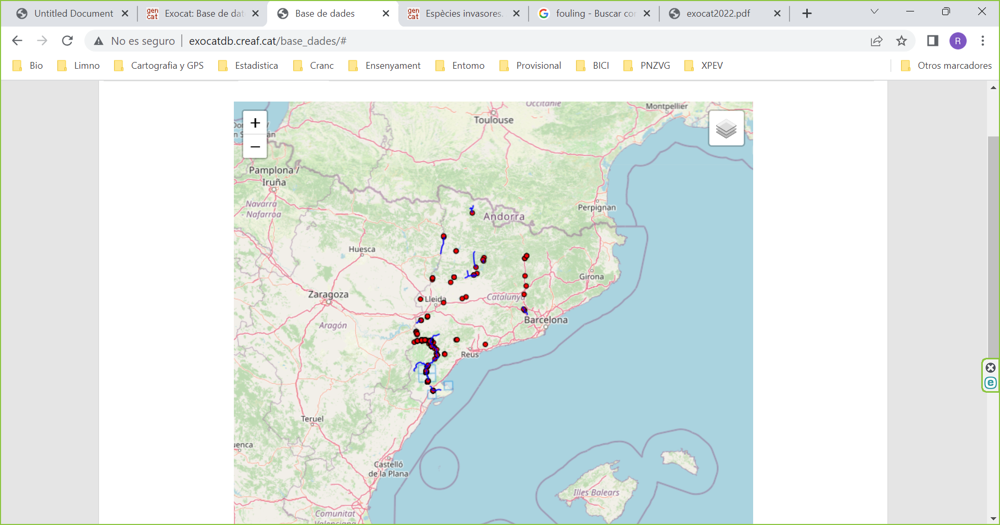 Untitled Document
Exocat: Base de dat
Base de dades
Espècies invasores.
fouling - Buscar co
exocat2022.pdf
No es seguro
exocatdb.creaf.cat/base_dades/#
R
Bio
Limno
Cartografia y GPS
Estadistica
Cranc
Ensenyament
Entomo
Provisional
BICI
PNZVG
XPEV
Otros marcadores
+
−
Occitanie
Montpellier
Toulouse
Pamplona /
Iruña
Navarra
- Nafarroa
Perpignan
Andorra
Huesca
Girona
Zaragoza
Lleida
Catalunya
Barcelona
Aragón
Reus
Teruel
Castelló
de la Plana
Illes Balears
Comunitat
Valenciana